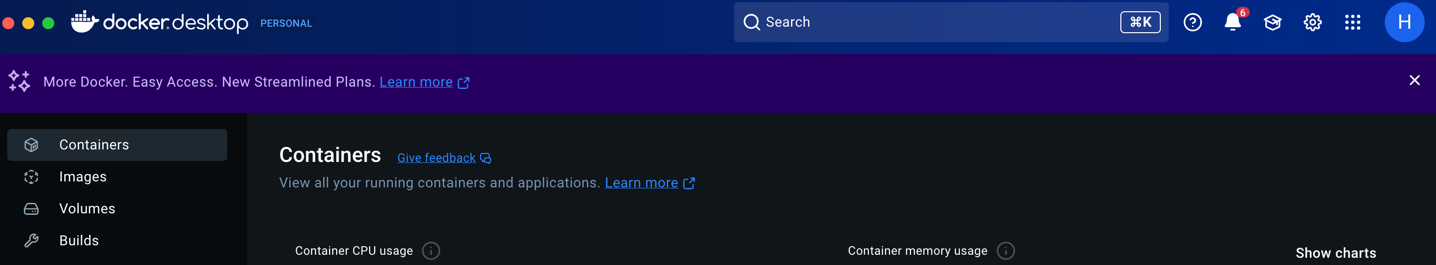 docker.desktop PERSONAL Search ⌘K 6 H
More Docker. Easy Access. New Streamlined Plans. Learn more
Containers
Images
Volumes
Builds
Containers Give feedback
View all your running containers and applications. Learn more
Container CPU usage Container memory usage Show charts